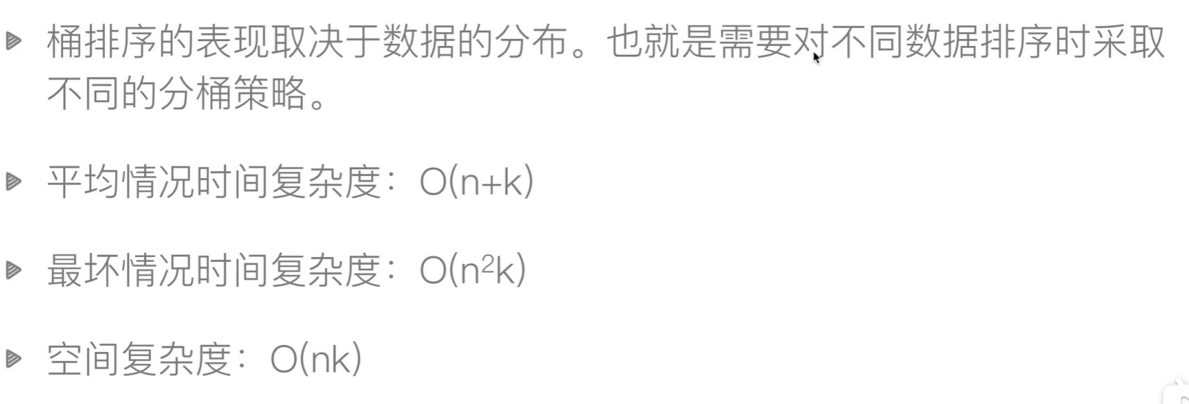 桶排序的表现取决于数据的分布。也就是需要对不同数据排序时采取
不同的分桶策略。
平均情况时间复杂度：O(n+k)
最坏情况时间复杂度：O(n²k)
空间复杂度：O(nk)